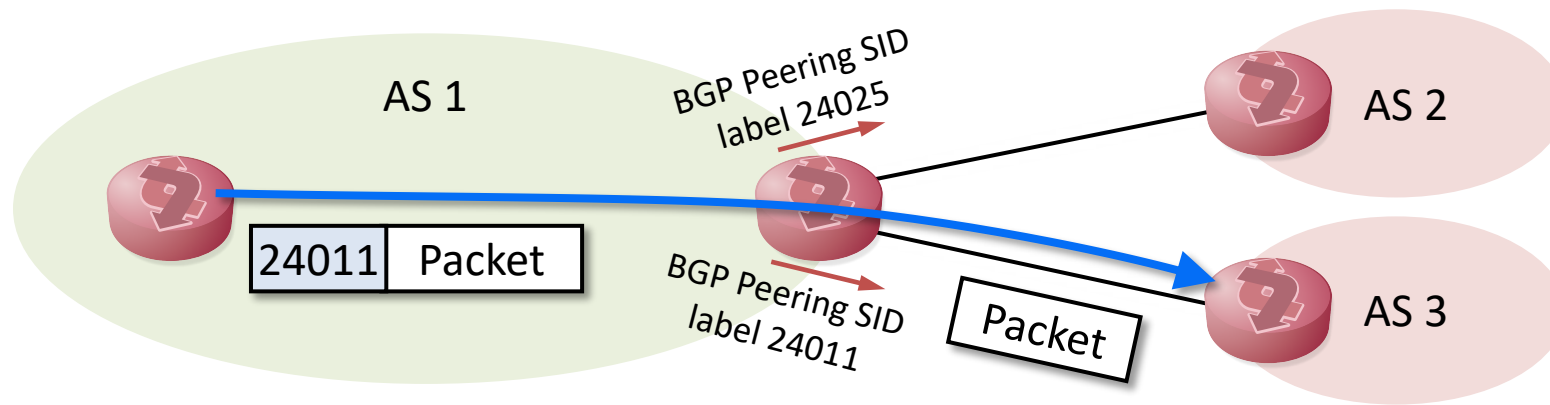 AS 1
BGP Peering SID
label 24025
AS 2
24011 Packet
BGP Peering SID
label 24011
Packet
AS 3